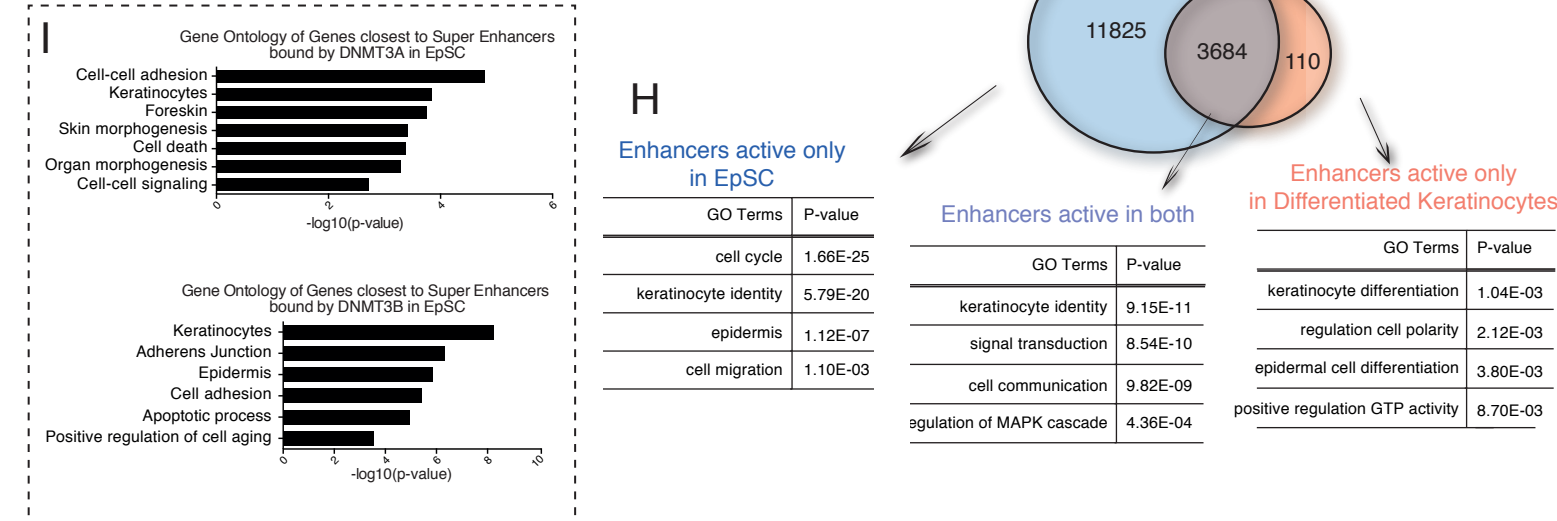 I
Gene Ontology of Genes closest to Super Enhancers
bound by DNMT3A in EpSC
Cell-cell adhesion
Keratinocytes
Foreskin
Skin morphogenesis
Cell death
Organ morphogenesis
Cell-cell signaling
0 2 4 6
-log10(p-value)
Gene Ontology of Genes closest to Super Enhancers
bound by DNMT3B in EpSC
Keratinocytes
Adherens Junction
Epidermis
Cell adhesion
Apoptotic process
Positive regulation of cell aging
0 2 4 6 8 10
-log10(p-value)
H
11825
3684
110
Enhancers active only
in EpSC
GO Terms P-value
cell cycle 1.66E-25
keratinocyte identity 5.79E-20
epidermis 1.12E-07
cell migration 1.10E-03
Enhancers active in both
GO Terms P-value
keratinocyte identity 9.15E-11
signal transduction 8.54E-10
cell communication 9.82E-09
egulation of MAPK cascade 4.36E-04
Enhancers active only
in Differentiated Keratinocytes
GO Terms P-value
keratinocyte differentiation 1.04E-03
regulation cell polarity 2.12E-03
epidermal cell differentiation 3.80E-03
positive regulation GTP activity 8.70E-03